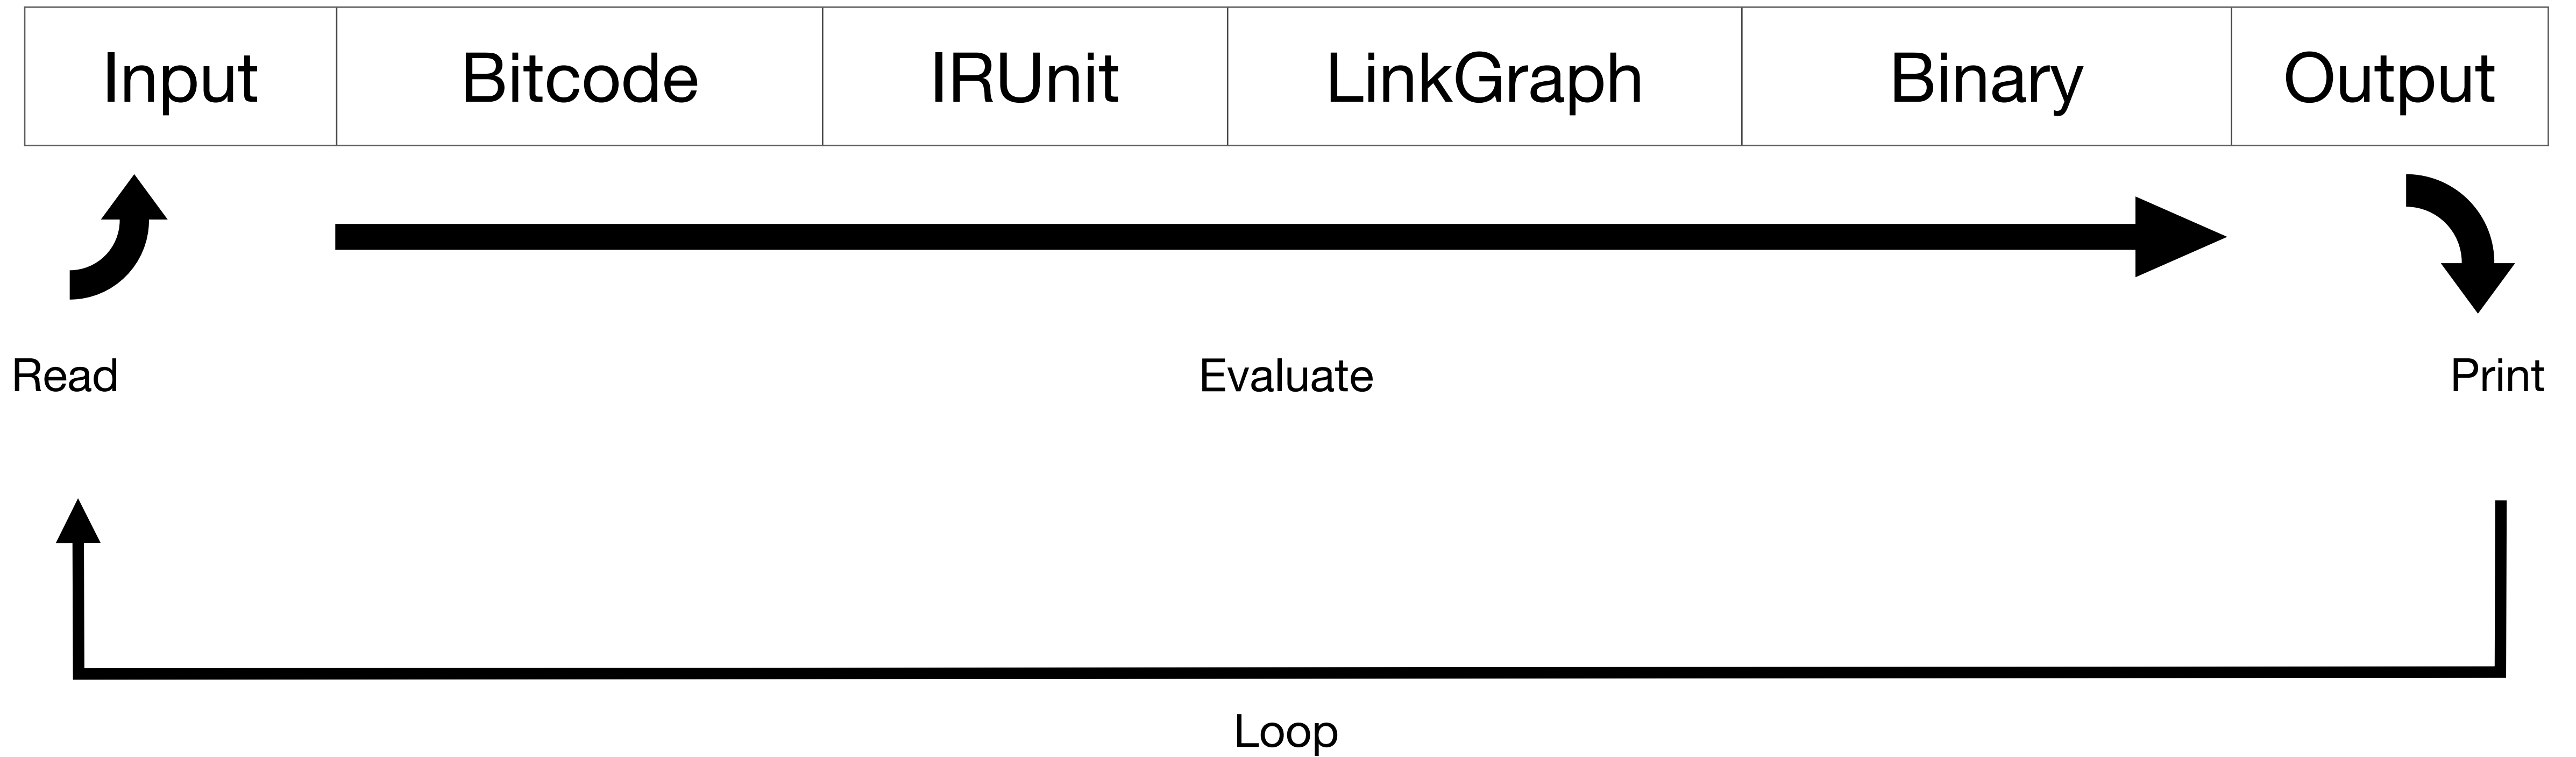 Input Bitcode IRUnit LinkGraph Binary Output
Read Evaluate Print
Loop